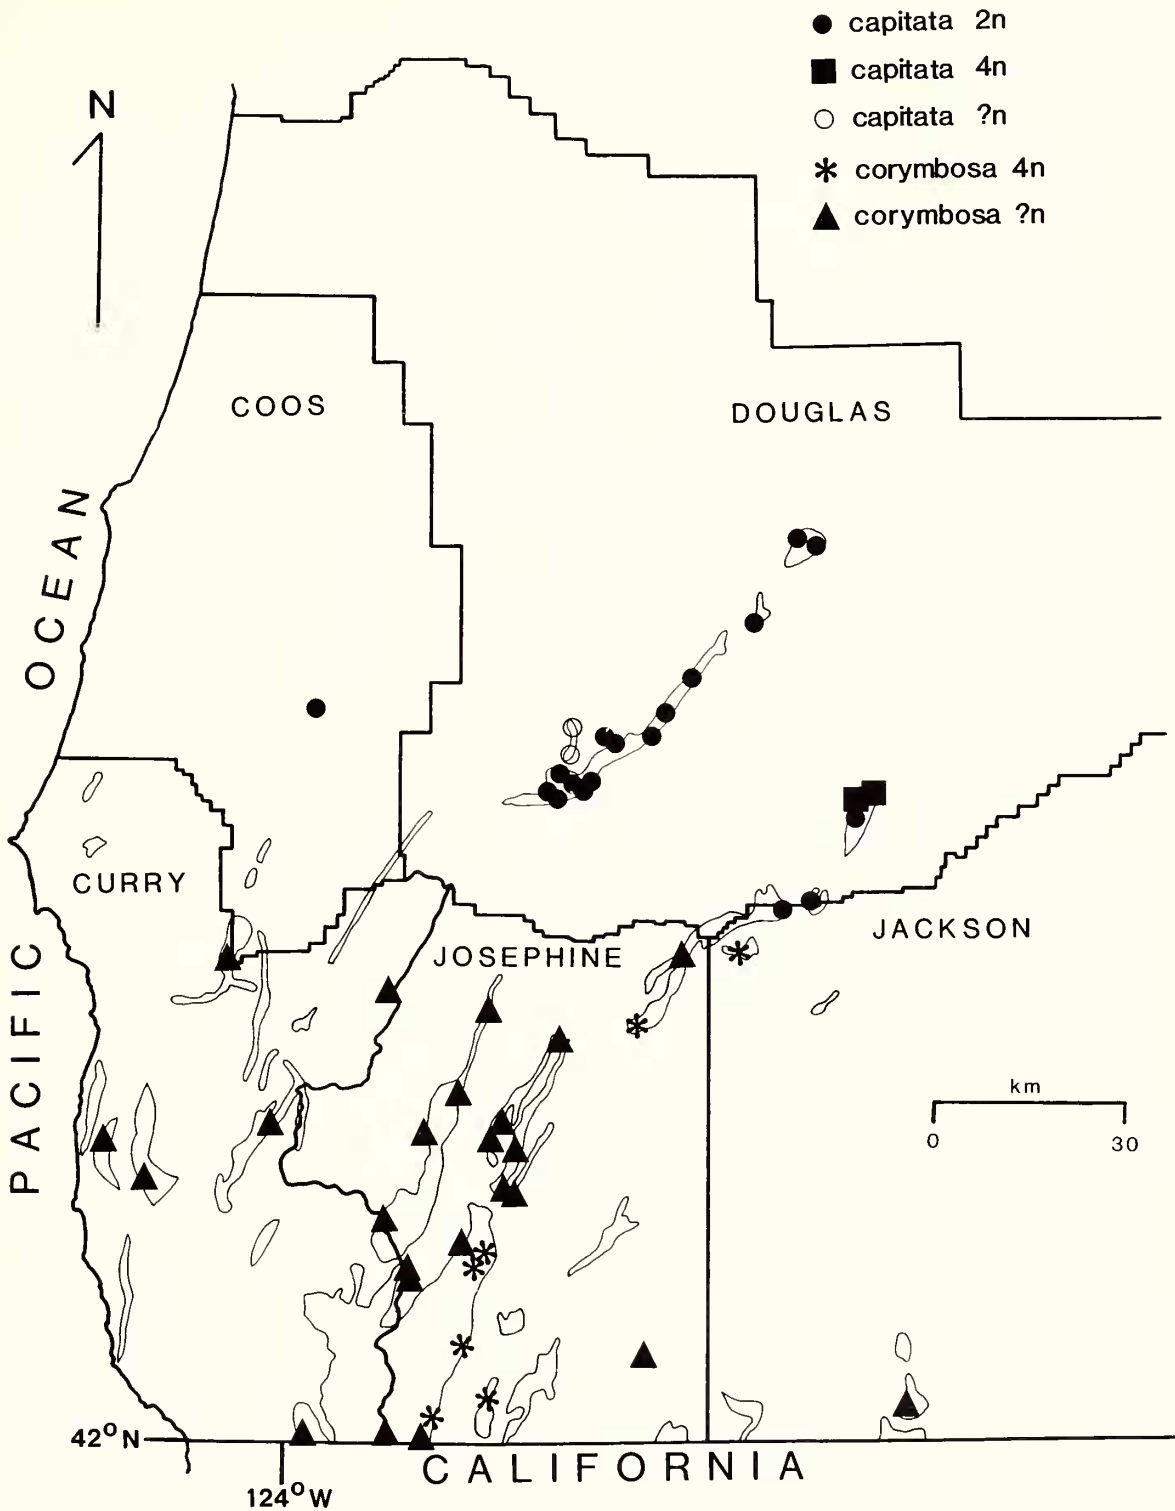 capitata 2n
capitata 4n
capitata ?n
corymbosa 4n
corymbosa ?n
N
COOS
DOUGLAS
PACIFIC OCEAN
CURRY
JOSEPHINE
JACKSON
km
0 30
42°N
CALIFORNIA
124°W